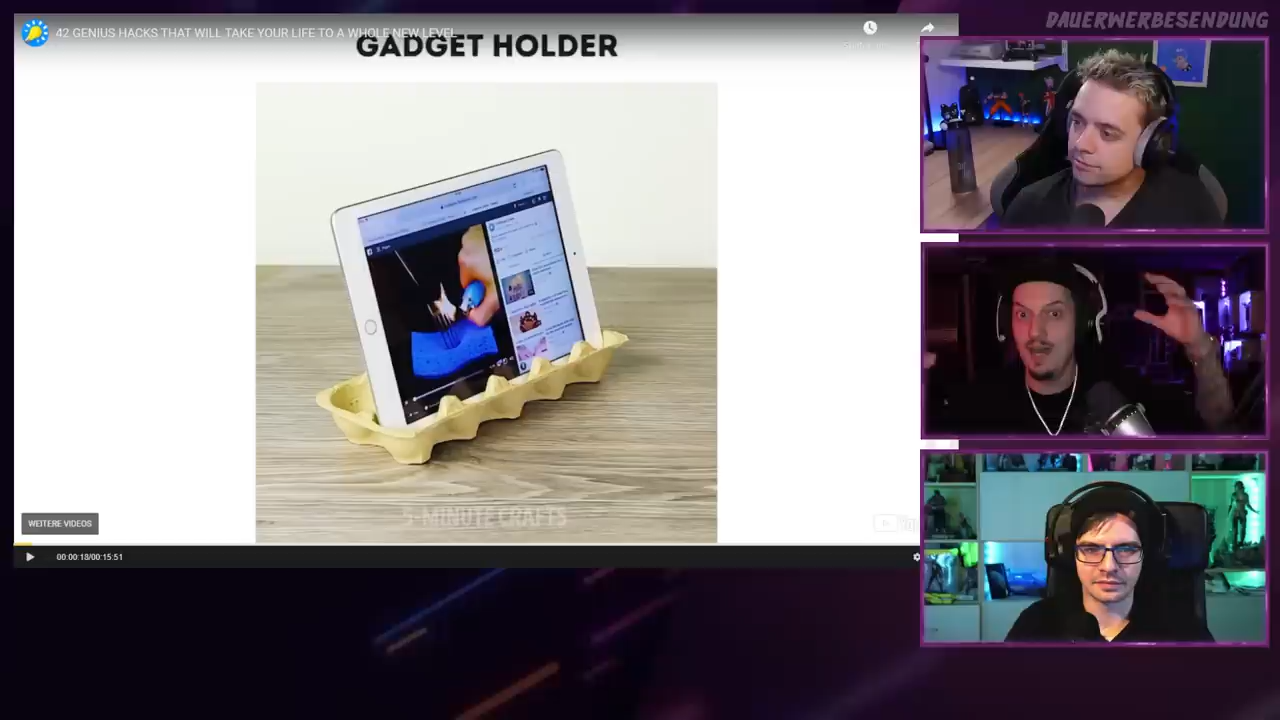 DAUERWERBESENDUNG
42 GENIUS HACKS THAT WILL TAKE YOUR LIFE TO A WHOLE NEW LEVEL
GADGET HOLDER
5-MINUTE CRAFTS
WEITERE VIDEOS
00:00:18/00:15:51